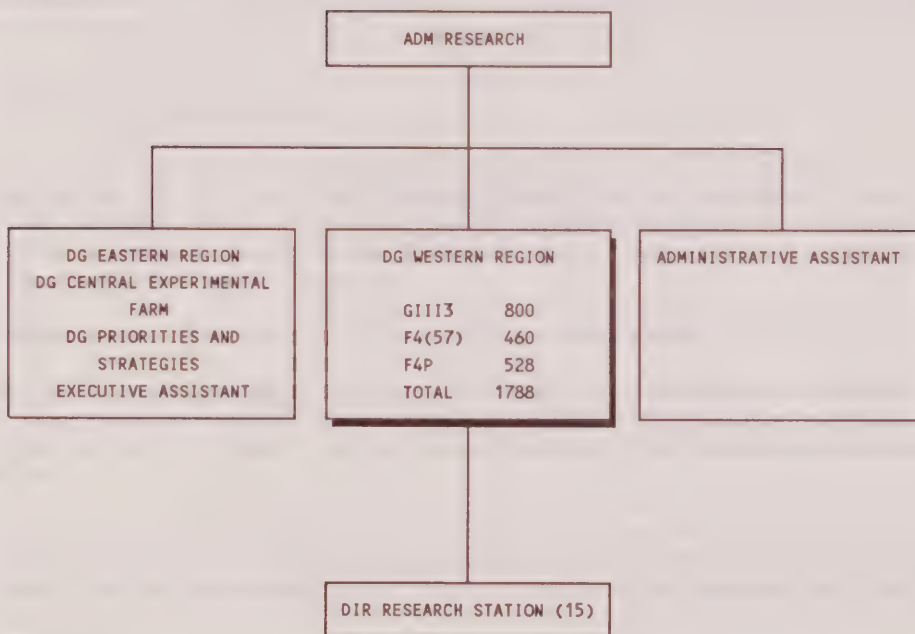 ADM RESEARCH
DG EASTERN REGION
DG CENTRAL EXPERIMENTAL
FARM
DG PRIORITIES AND
STRATEGIES
EXECUTIVE ASSISTANT
DG WESTERN REGION
GIII3 800
F4(57) 460
F4P 528
TOTAL 1788
ADMINISTRATIVE ASSISTANT
DIR RESEARCH STATION (15)